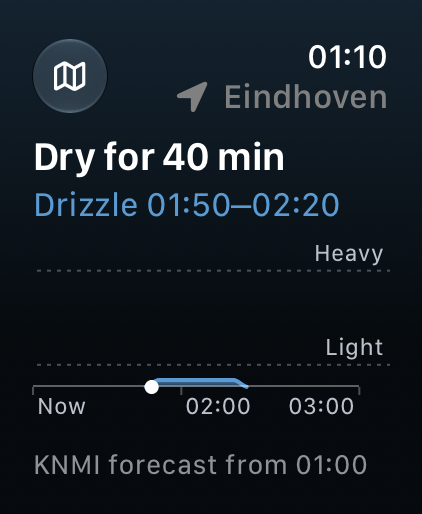 01:10
Eindhoven
Dry for 40 min
Drizzle 01:50–02:20
Heavy
Light
Now 02:00 03:00
KNMI forecast from 01:00